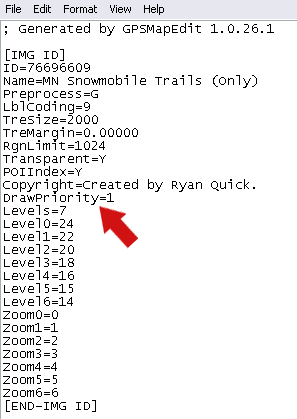 File Edit Format View Help
; Generated by GPSMapEdit 1.0.26.1
[IMG ID]
ID=76696609
Name=MN Snowmobile Trails (Only)
Preprocess=G
LblCoding=9
TreSize=2000
TreMargin=0.00000
RgnLimit=1024
Transparent=Y
POIIndex=Y
Copyright=Created by Ryan Quick.
DrawPriority=1
Levels=7
Level0=24
Level1=22
Level2=20
Level3=18
Level4=16
Level5=15
Level6=14
Zoom0=0
Zoom1=1
Zoom2=2
Zoom3=3
Zoom4=4
Zoom5=5
Zoom6=6
[END-IMG ID]